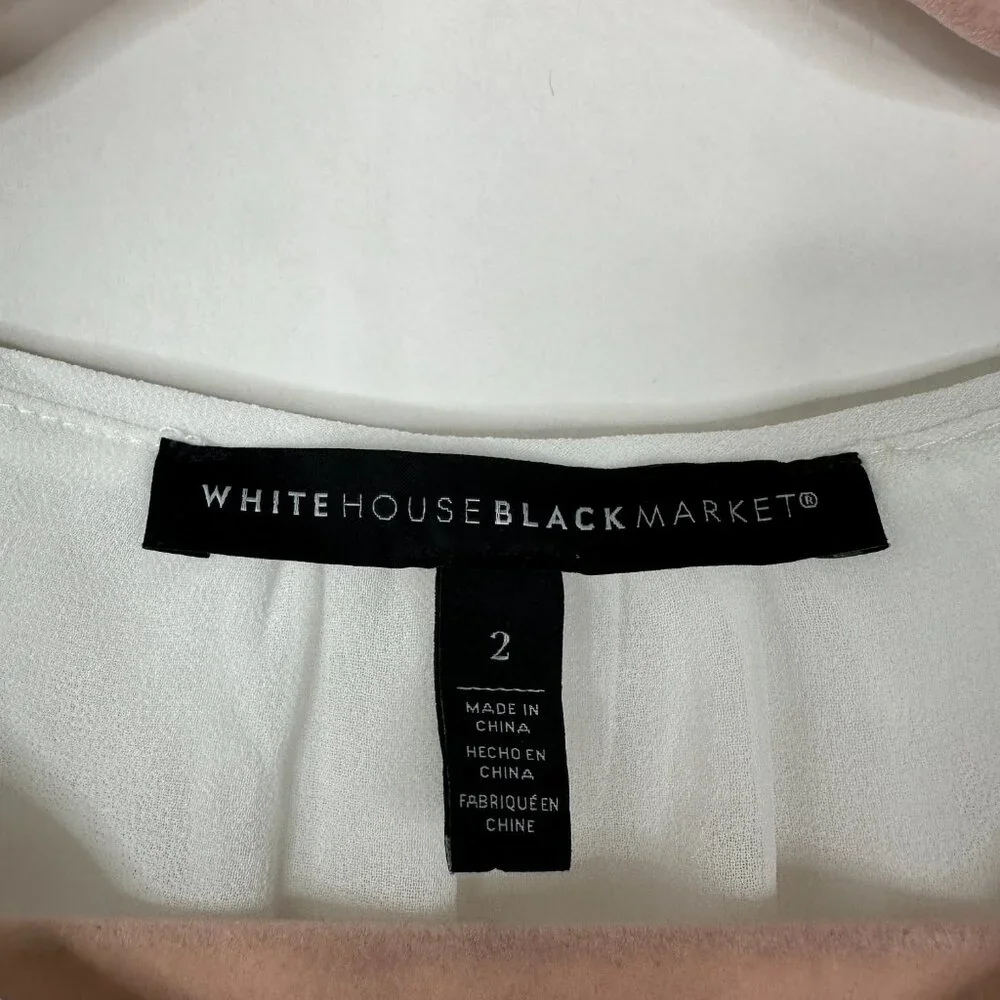 WHITEHOUSEBLACKMARKET®
2
MADE IN
CHINA
HECHO EN
CHINA
FABRIQUÉ EN
CHINE